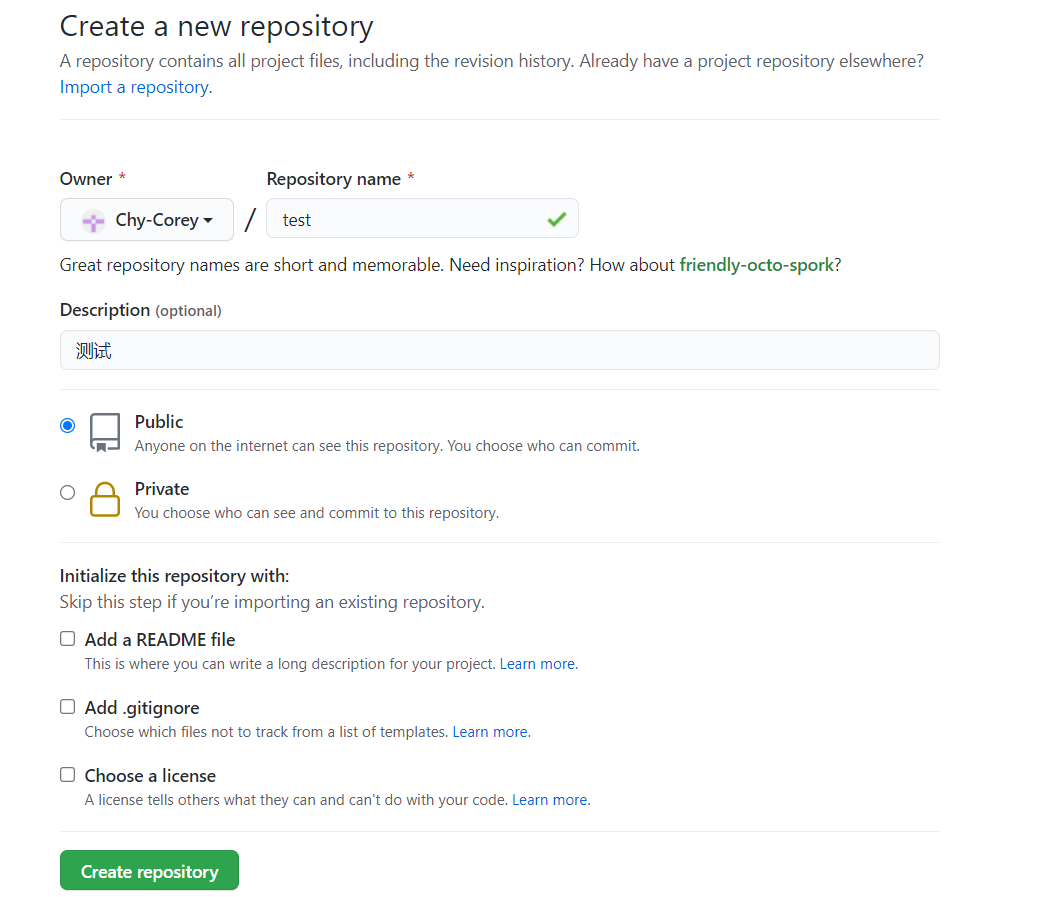 Create a new repository
A repository contains all project files, including the revision history. Already have a project repository elsewhere?
Import a repository.
Owner * Repository name *
Chy-Corey / test
Great repository names are short and memorable. Need inspiration? How about friendly-octo-spork?
Description (optional)
测试
Public
Anyone on the internet can see this repository. You choose who can commit.
Private
You choose who can see and commit to this repository.
Initialize this repository with:
Skip this step if you’re importing an existing repository.
Add a README file
This is where you can write a long description for your project. Learn more.
Add .gitignore
Choose which files not to track from a list of templates. Learn more.
Choose a license
A license tells others what they can and can't do with your code. Learn more.
Create repository